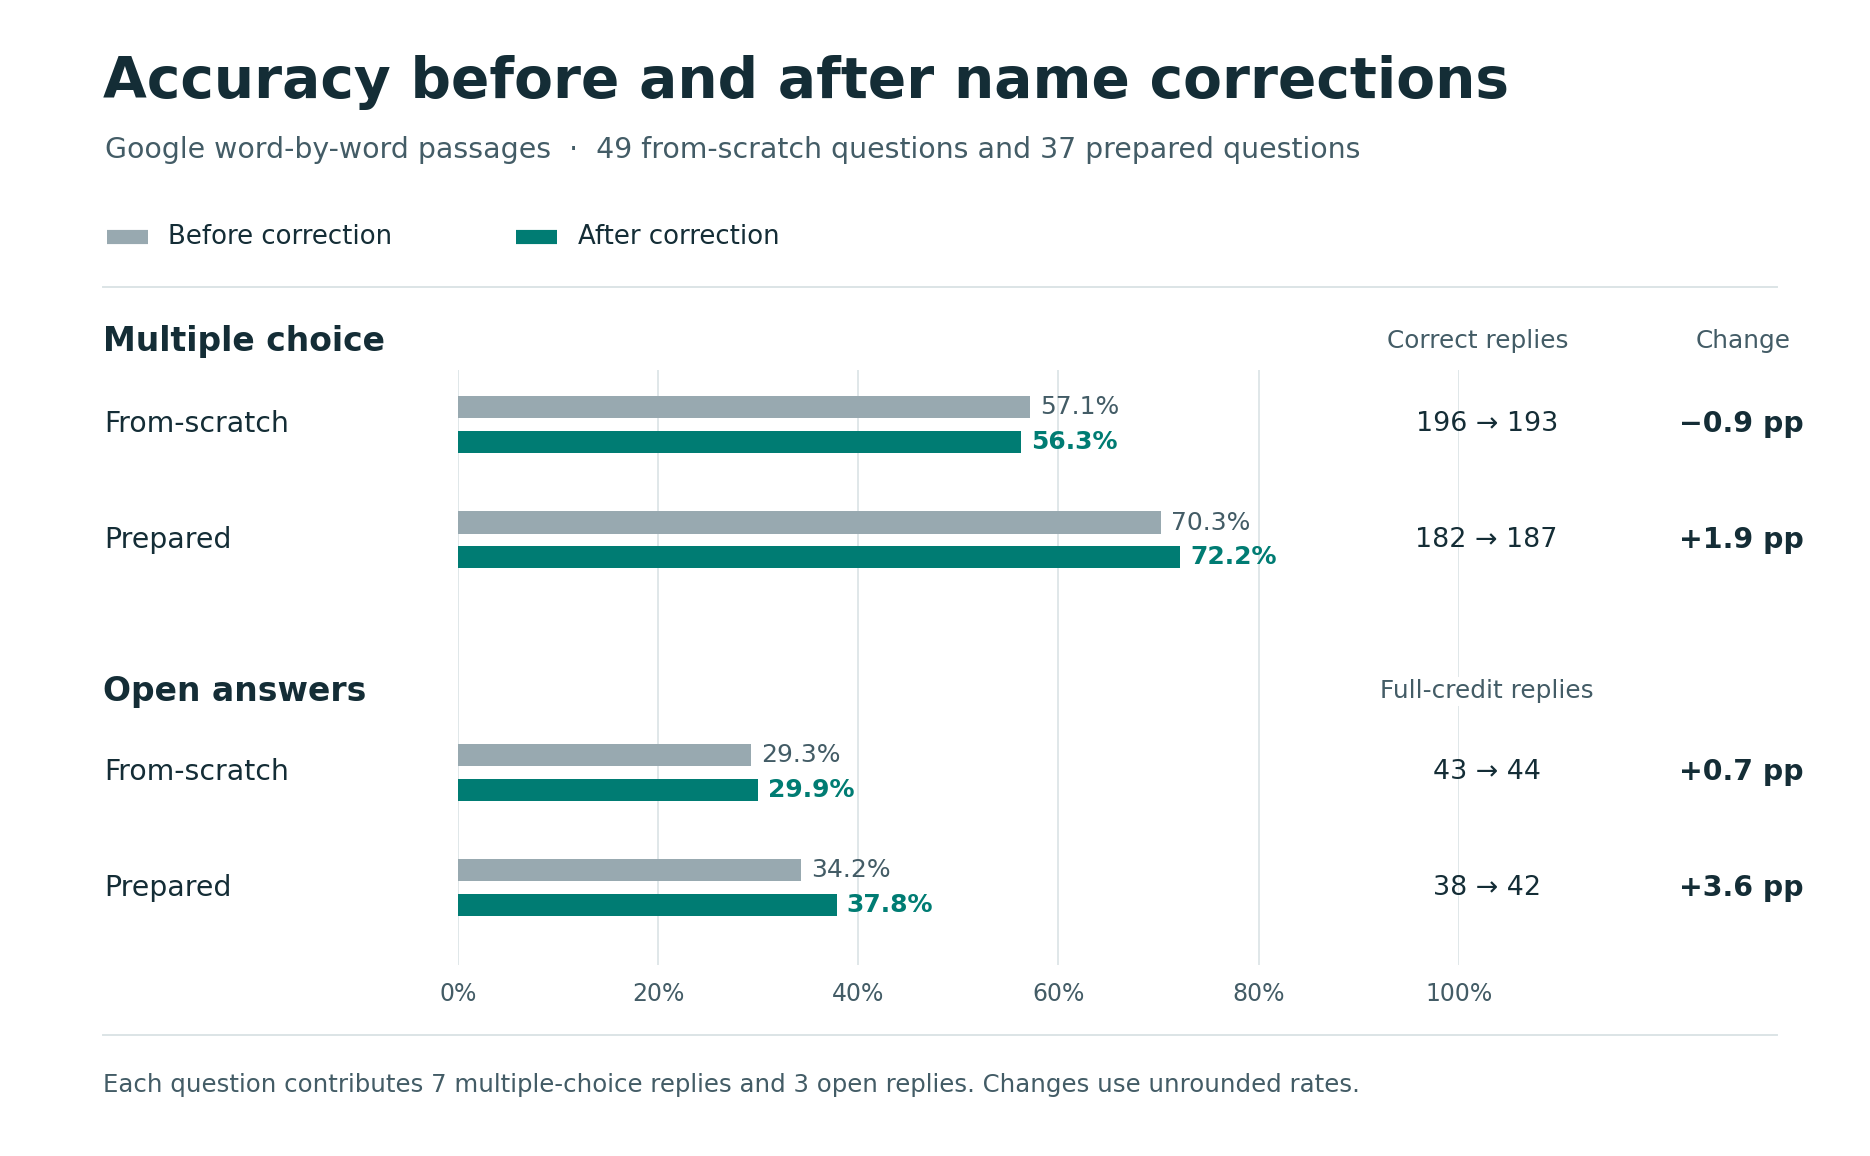 Accuracy before and after name corrections
Google word-by-word passages · 49 from-scratch questions and 37 prepared questions
Before correction After correction
Multiple choice Correct replies Change
57.1%
From-scratch 196 → 193 −0.9 pp
56.3%
70.3%
Prepared 182 → 187 +1.9 pp
72.2%
Open answers Full-credit replies
29.3%
From-scratch 43 → 44 +0.7 pp
29.9%
34.2%
Prepared 38 → 42 +3.6 pp
37.8%
0% 20% 40% 60% 80% 100%
Each question contributes 7 multiple-choice replies and 3 open replies. Changes use unrounded rates.